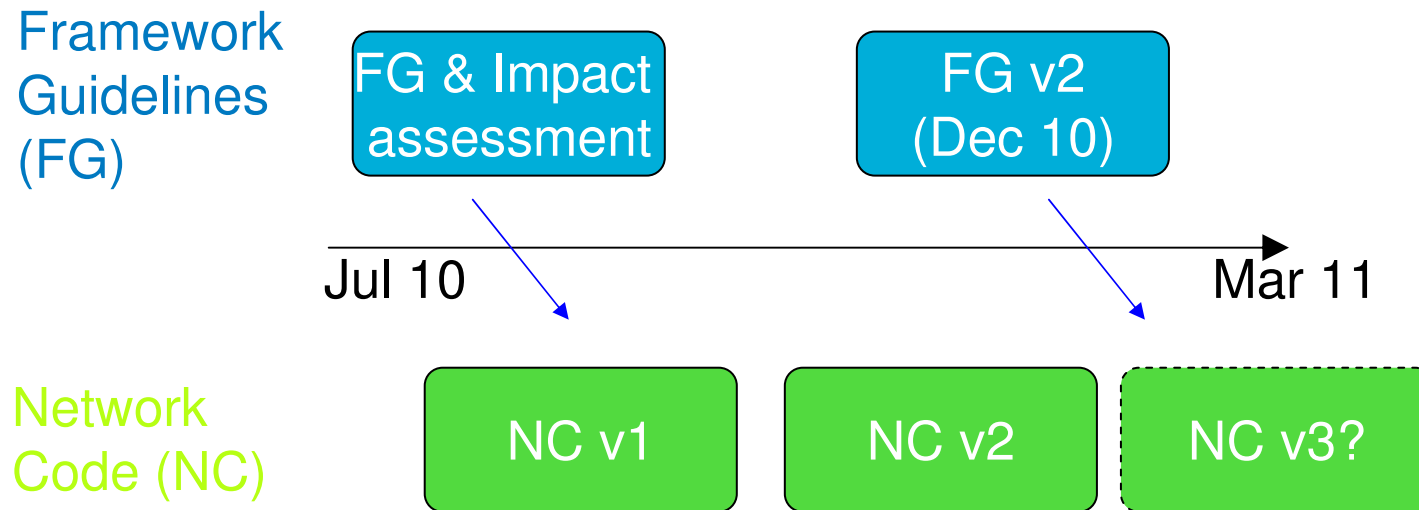 Framework
Guidelines
(FG)
FG & Impact
assessment
FG v2
(Dec 10)
Jul 10
Mar 11
Network
Code (NC)
NC v1
NC v2
NC v3?